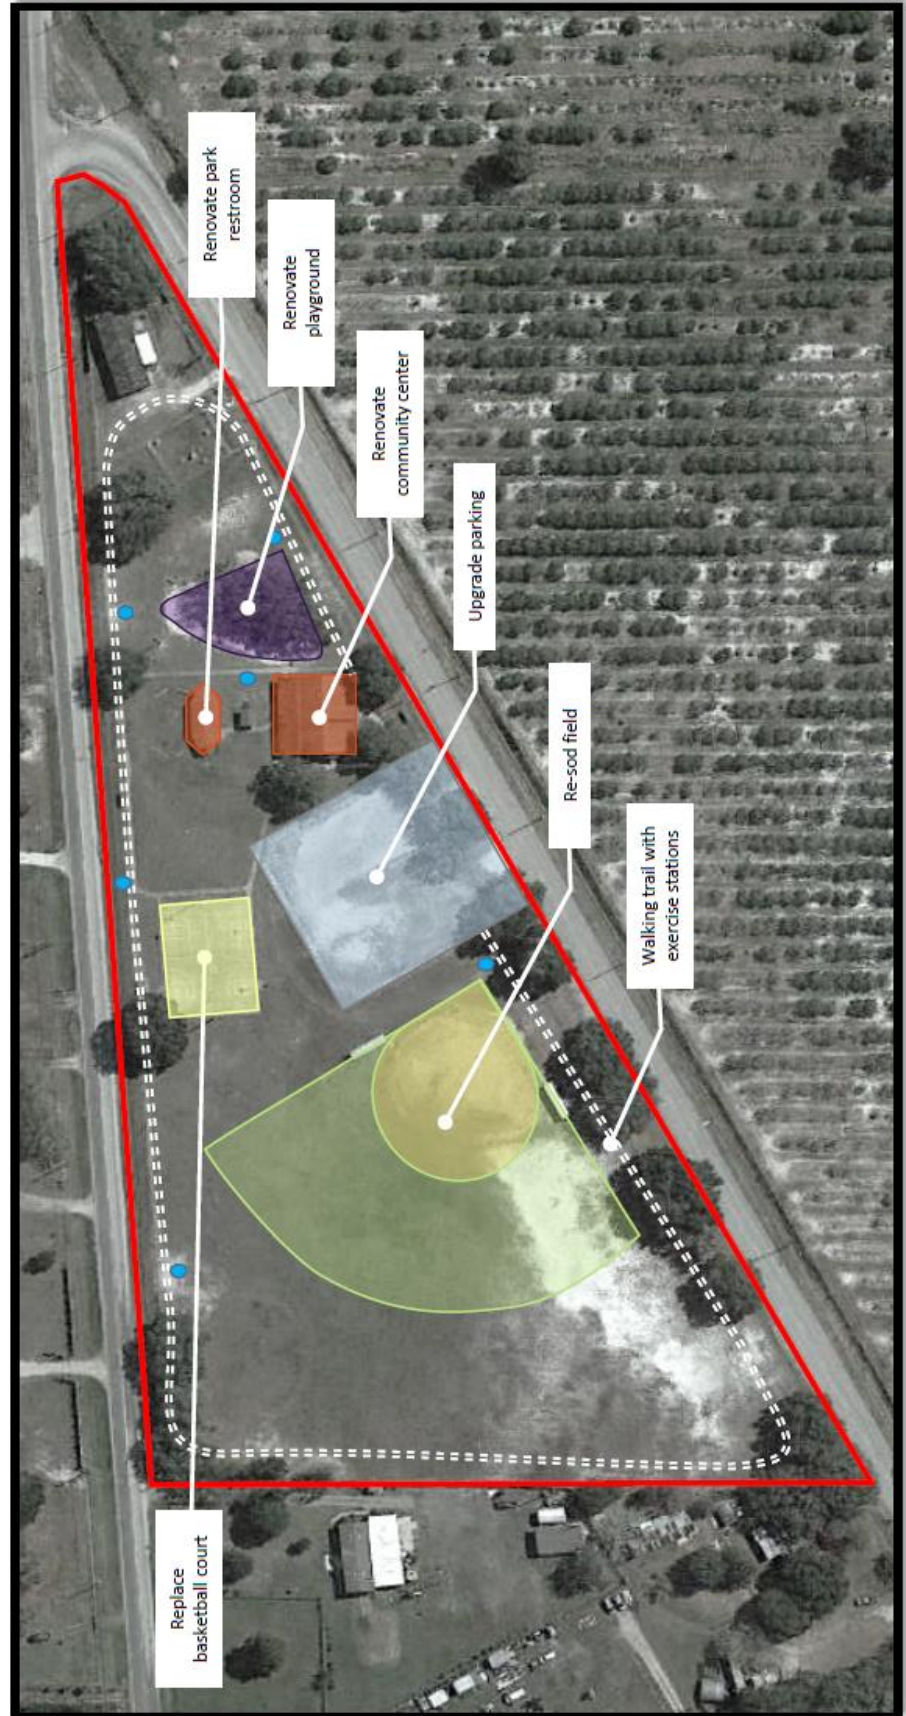 Renovate park
restroom
Renovate
playground
Renovate
community center
Upgrade parking
Re-sod field
Walking trail with
exercise stations
Replace
basketball court